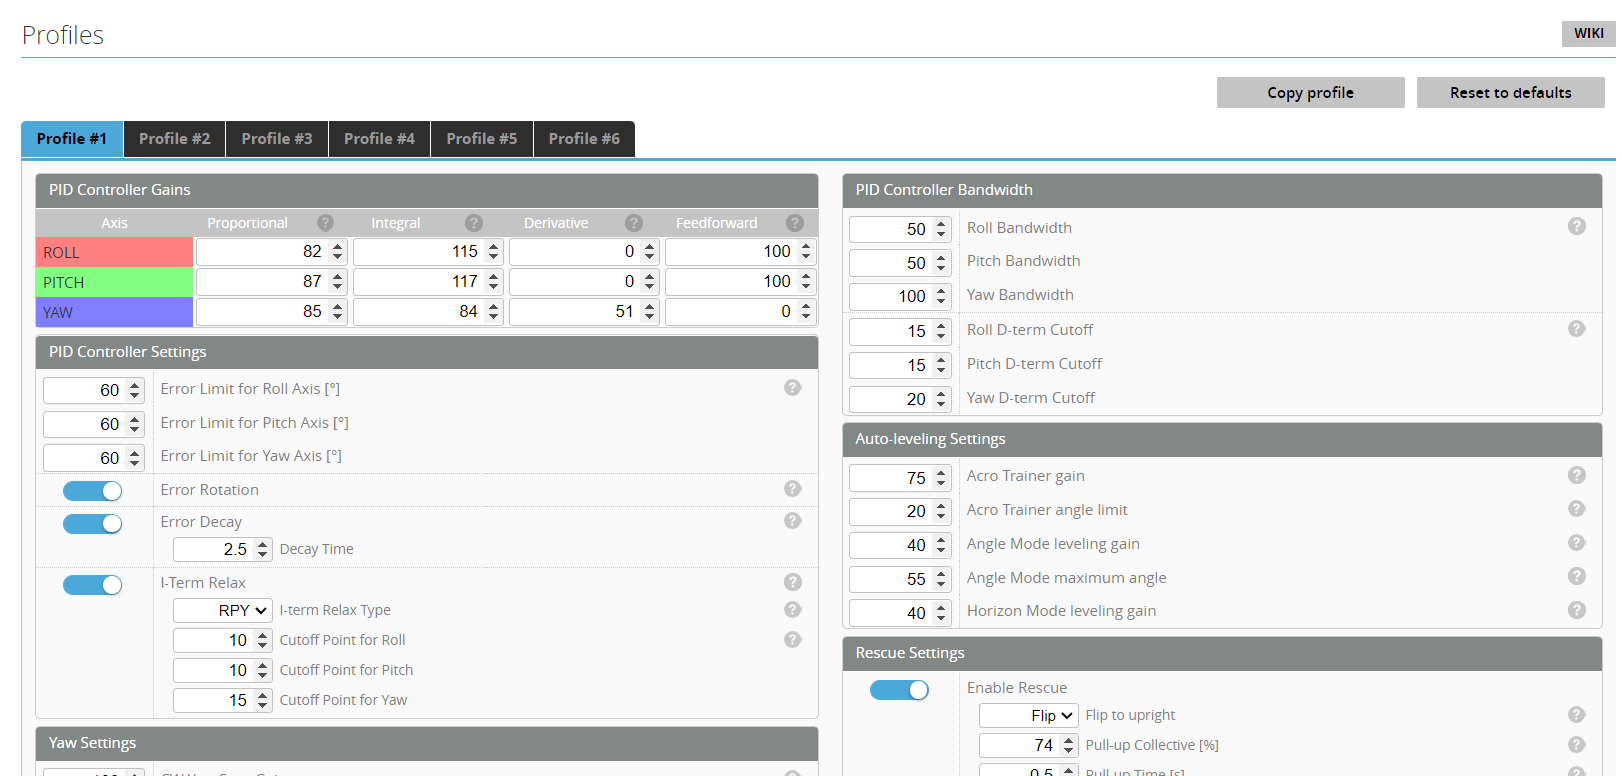 Profiles
WIKI
Copy profile
Reset to defaults
Profile #1
Profile #2
Profile #3
Profile #4
Profile #5
Profile #6
PID Controller Gains
Axis Proportional ? Integral ? Derivative ? Feedforward ?
ROLL 82 115 0 100
PITCH 87 117 0 100
YAW 85 84 51 0
PID Controller Settings
60 Error Limit for Roll Axis [°] ?
60 Error Limit for Pitch Axis [°]
60 Error Limit for Yaw Axis [°]
Error Rotation ?
Error Decay ?
2.5 Decay Time
I-Term Relax ?
RPY I-term Relax Type ?
10 Cutoff Point for Roll ?
10 Cutoff Point for Pitch
15 Cutoff Point for Yaw
Yaw Settings
PID Controller Bandwidth
50 Roll Bandwidth ?
50 Pitch Bandwidth
100 Yaw Bandwidth
15 Roll D-term Cutoff ?
15 Pitch D-term Cutoff
20 Yaw D-term Cutoff
Auto-leveling Settings
75 Acro Trainer gain ?
20 Acro Trainer angle limit ?
40 Angle Mode leveling gain ?
55 Angle Mode maximum angle ?
40 Horizon Mode leveling gain ?
Rescue Settings
Enable Rescue
Flip Flip to upright ?
74 Pull-up Collective [%] ?
0.5 Pull-up Time [s] ?